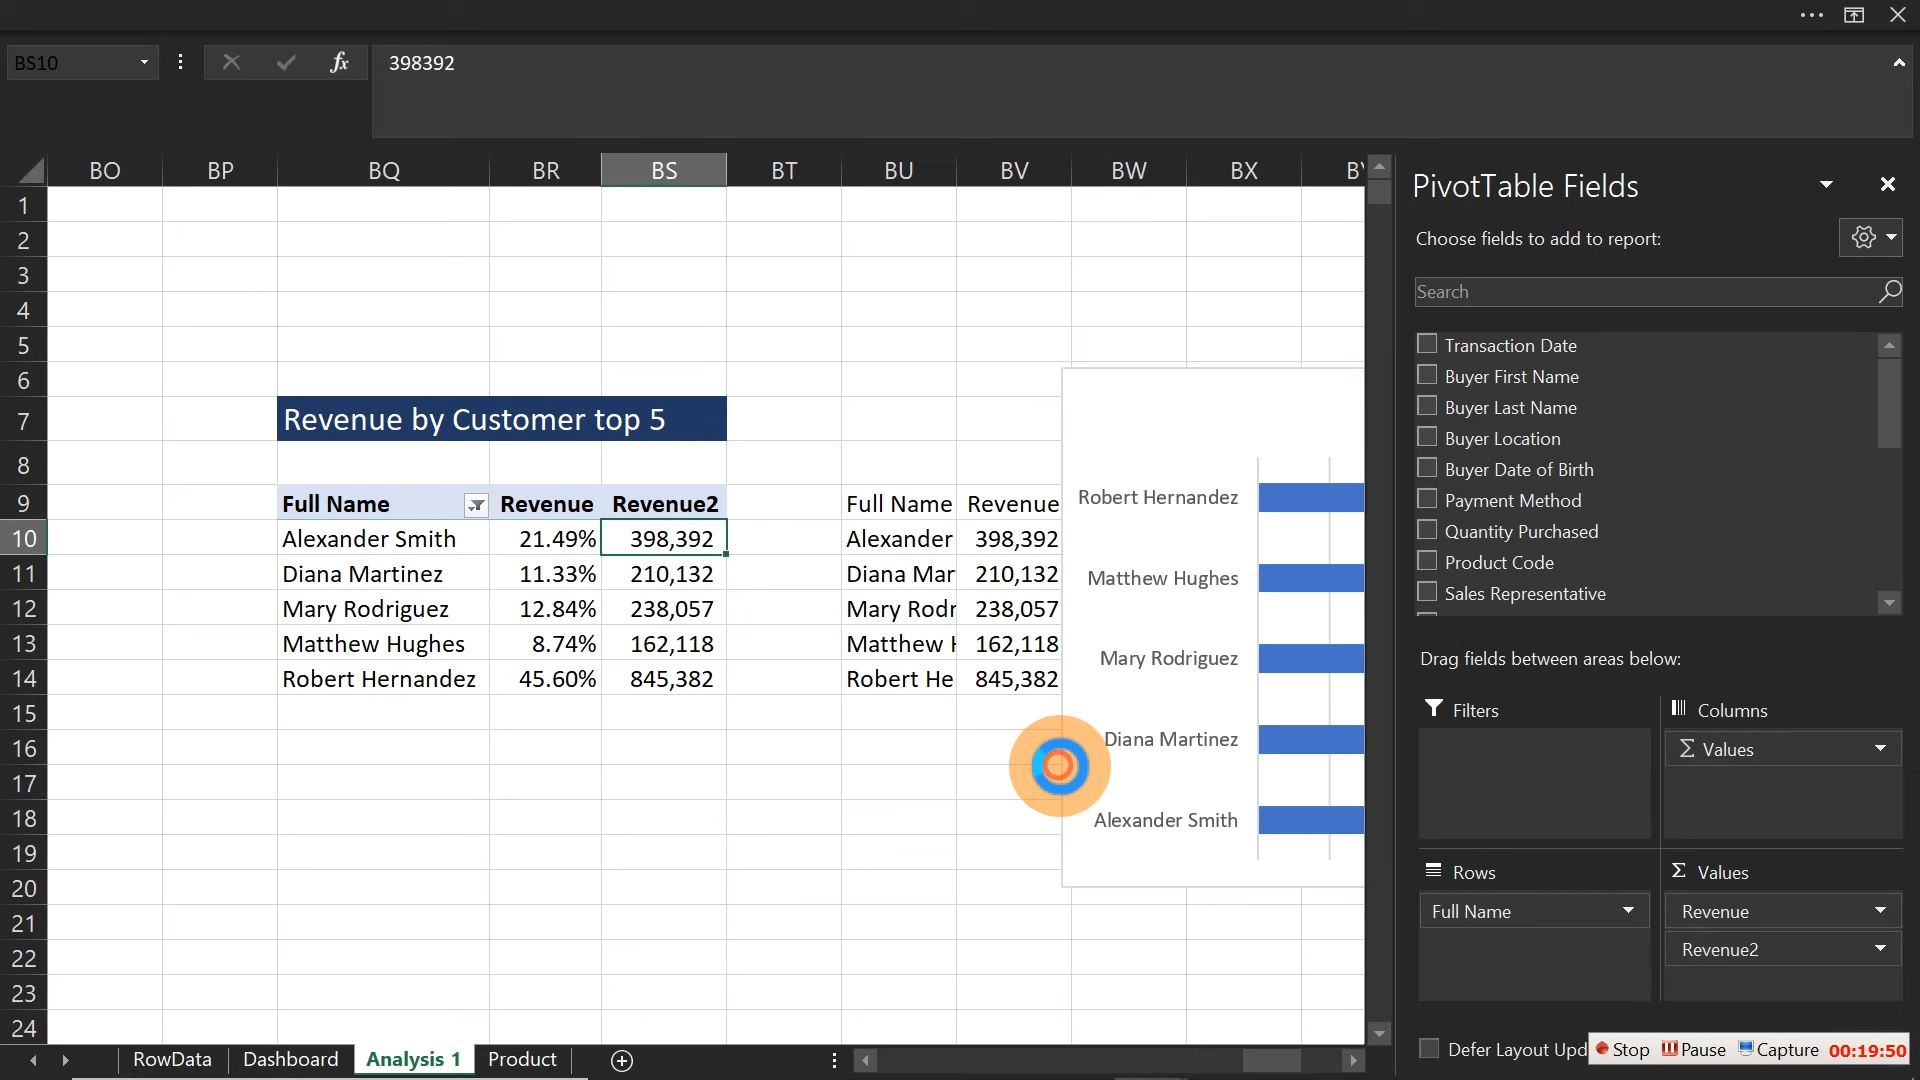 BS10
fx
398392
BO BP BQ BR BS BT BU BV BW BX
1
2
3
4
5
6
7 Revenue by Customer top 5
8
9 Full Name Revenue Revenue2 Full Name Revenue
10 Alexander Smith 21.49% 398,392 Alexander 398,392
11 Diana Martinez 11.33% 210,132 Diana Mar 210,132
12 Mary Rodriguez 12.84% 238,057 Mary Rodr 238,057
13 Matthew Hughes 8.74% 162,118 Matthew 162,118
14 Robert Hernandez 45.60% 845,382 Robert He 845,382
15
16
17
18
19
20
21
22
23
24
Robert Hernandez
Matthew Hughes
Mary Rodriguez
Diana Martinez
Alexander Smith
RowData Dashboard Analysis 1 Product
PivotTable Fields
Choose fields to add to report:
Search
Transaction Date
Buyer First Name
Buyer Last Name
Buyer Location
Buyer Date of Birth
Payment Method
Quantity Purchased
Product Code
Sales Representative
Drag fields between areas below:
Filters
Columns
Σ Values
Rows
Full Name
Σ Values
Revenue
Revenue2
Defer Layout Upd
Stop Pause Capture 00:19:50